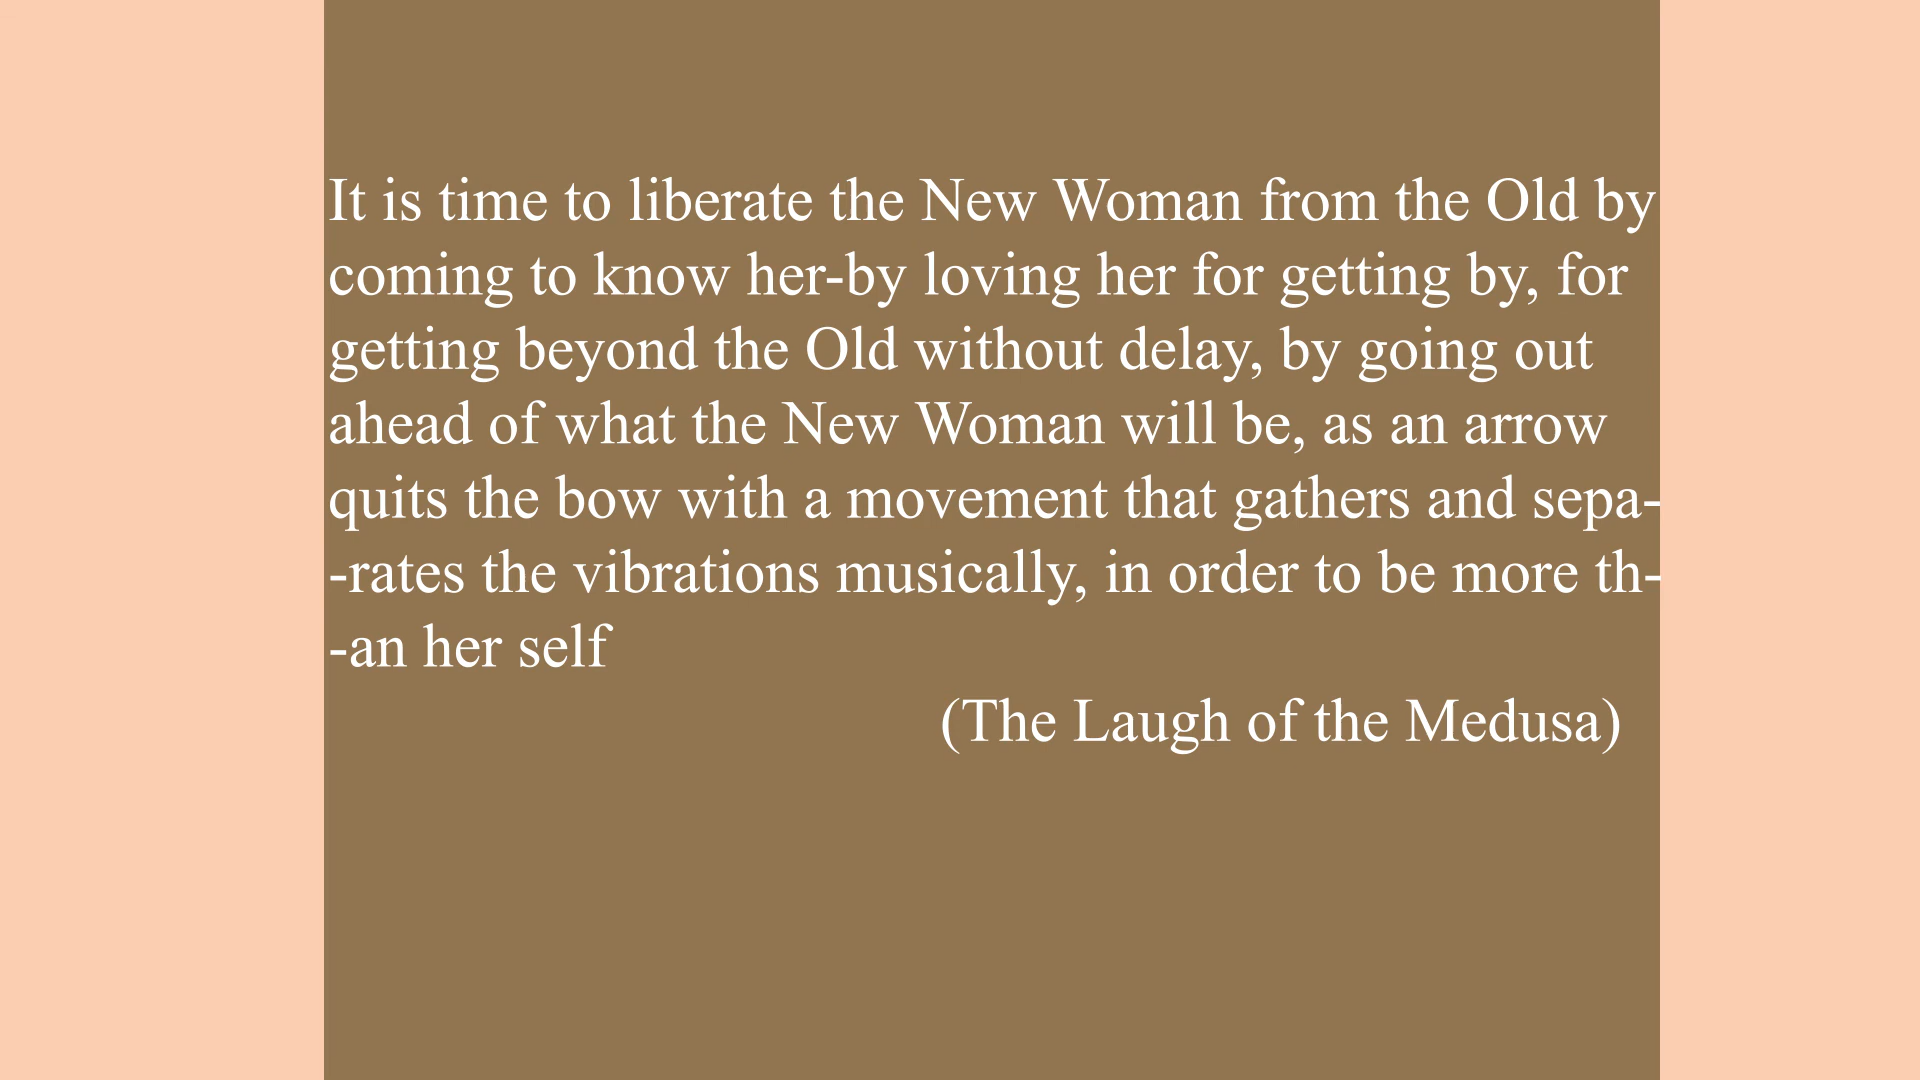 It is time to liberate the New Woman from the Old by
coming to know her-by loving her for getting by, for
getting beyond the Old without delay, by going out
ahead of what the New Woman will be, as an arrow
quits the bow with a movement that gathers and sepa-
-rates the vibrations musically, in order to be more th-
-an her self
(The Laugh of the Medusa)